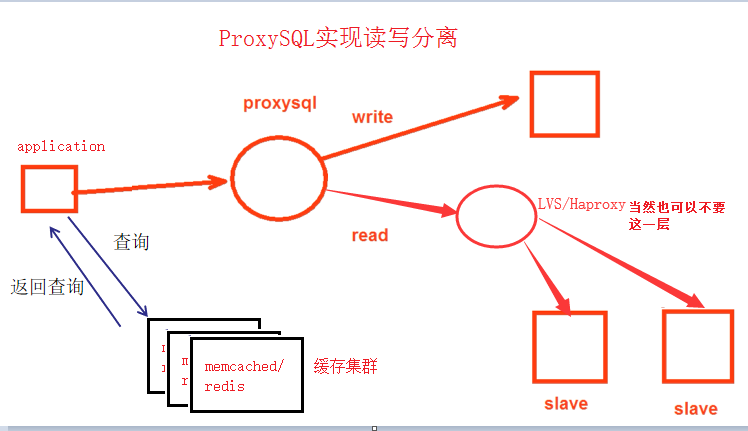 ProxySQL实现读写分离
proxysql
write
application
LVS/Haproxy
当然也可以不要
这一层
read
查询
返回查询
memcached/
redis
缓存集群
slave
slave